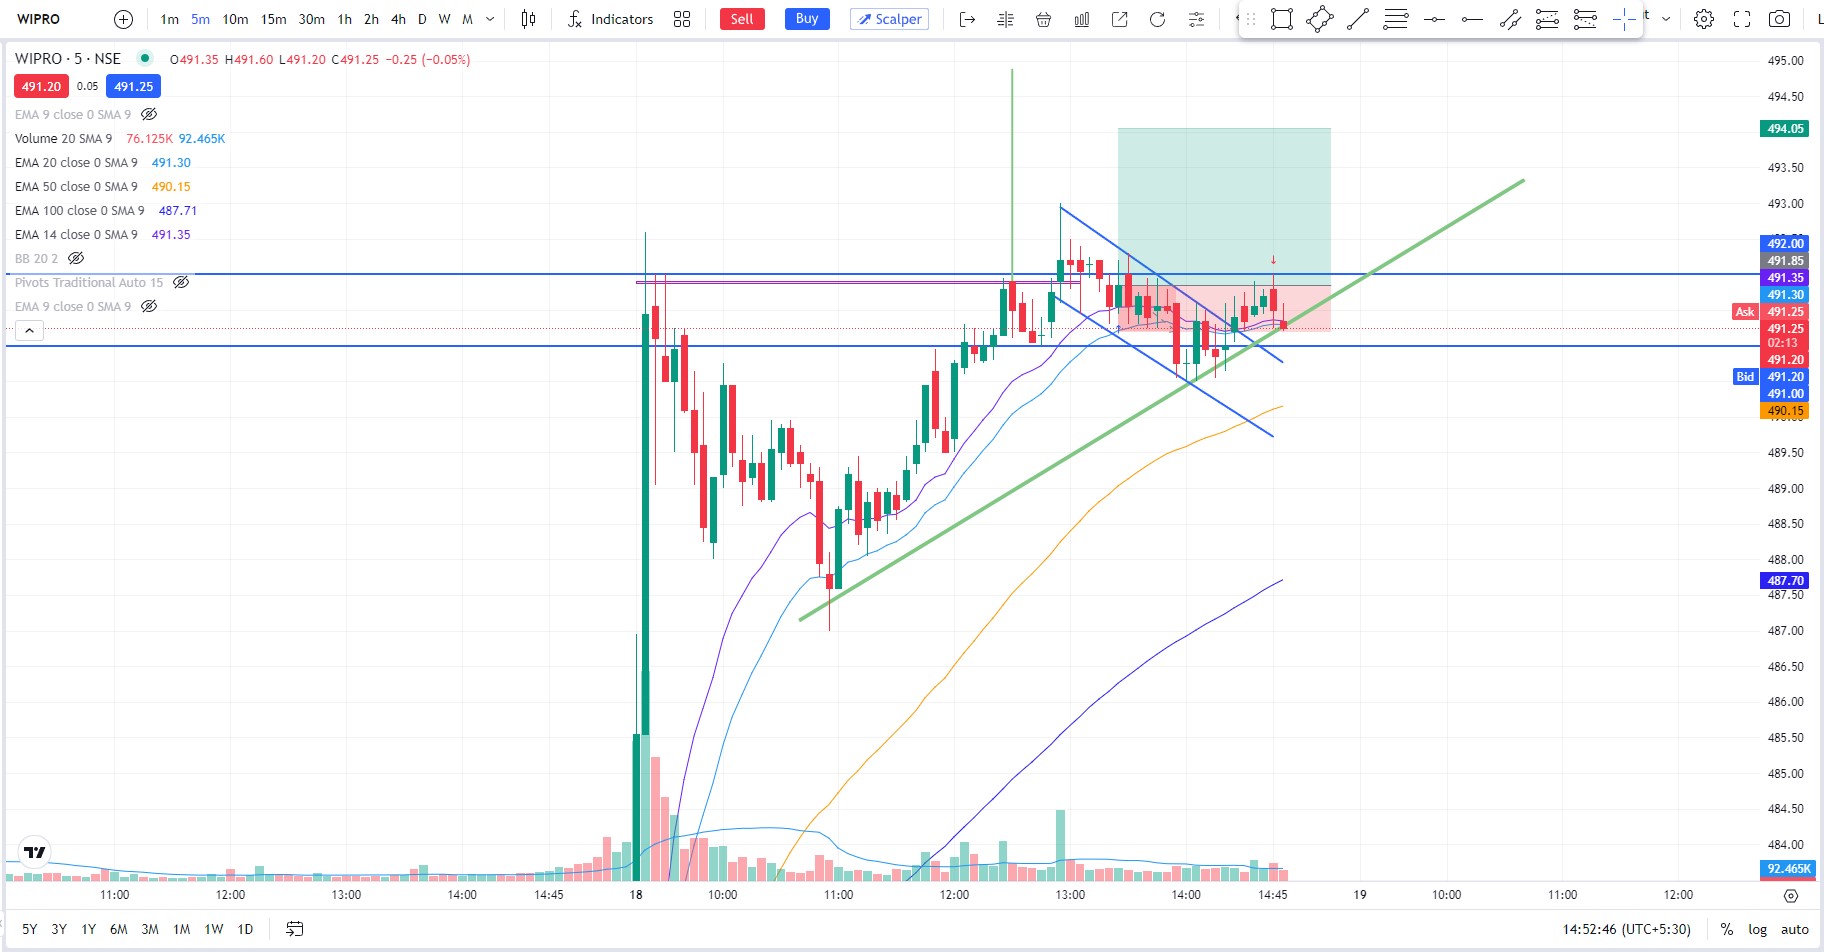 WIPRO 1m 5m 10m 15m 30m 1h 2h 4h D W M Indicators Sell Buy Scalper
WIPRO · 5 · NSE O491.35 H491.60 L491.20 C491.25 −0.25 (−0.05%)
491.20 0.05 491.25
EMA 9 close 0 SMA 9
Volume 20 SMA 9 76.125K 92.465K
EMA 20 close 0 SMA 9 491.30
EMA 50 close 0 SMA 9 490.15
EMA 100 close 0 SMA 9 487.71
EMA 14 close 0 SMA 9 491.35
BB 20 2
Pivots Traditional Auto 15
EMA 9 close 0 SMA 9
495.00
494.50
494.05
493.50
493.00
492.00
491.85
491.35
491.30
Ask 491.25
491.25
02:13
491.20
Bid 491.20
491.00
490.15
489.50
489.00
488.50
488.00
487.70
487.50
487.00
486.50
486.00
485.50
485.00
484.50
484.00
92.465K
11:00 12:00 13:00 14:00 14:45 18 10:00 11:00 12:00 13:00 14:00 14:45 19 10:00 11:00 12:00
5Y 3Y 1Y 6M 3M 1M 1W 1D 14:52:46 (UTC+5:30) % log auto